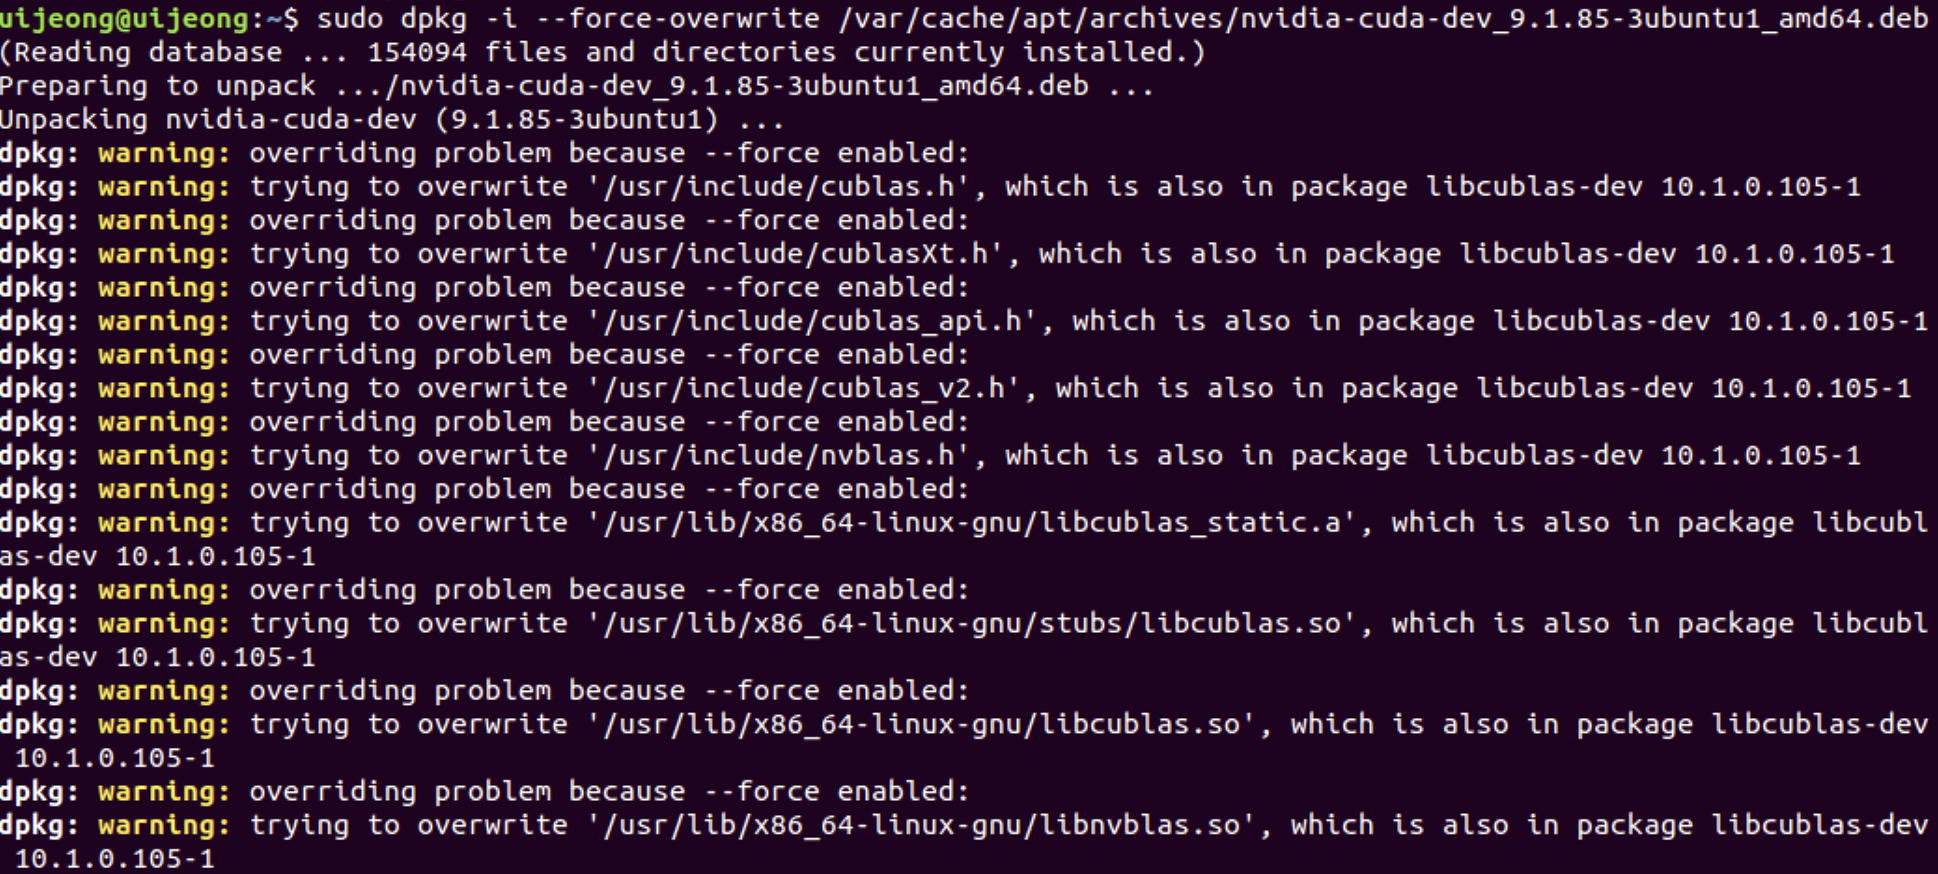 uijeong@uijeong:~$ sudo dpkg -i --force-overwrite /var/cache/apt/archives/nvidia-cuda-dev_9.1.85-3ubuntu1_amd64.deb
(Reading database ... 154094 files and directories currently installed.)
Preparing to unpack .../nvidia-cuda-dev_9.1.85-3ubuntu1_amd64.deb ...
Unpacking nvidia-cuda-dev (9.1.85-3ubuntu1) ...
dpkg: warning: overriding problem because --force enabled:
dpkg: warning: trying to overwrite '/usr/include/cublas.h', which is also in package libcublas-dev 10.1.0.105-1
dpkg: warning: overriding problem because --force enabled:
dpkg: warning: trying to overwrite '/usr/include/cublasXt.h', which is also in package libcublas-dev 10.1.0.105-1
dpkg: warning: overriding problem because --force enabled:
dpkg: warning: trying to overwrite '/usr/include/cublas_api.h', which is also in package libcublas-dev 10.1.0.105-1
dpkg: warning: overriding problem because --force enabled:
dpkg: warning: trying to overwrite '/usr/include/cublas_v2.h', which is also in package libcublas-dev 10.1.0.105-1
dpkg: warning: overriding problem because --force enabled:
dpkg: warning: trying to overwrite '/usr/include/nvblas.h', which is also in package libcublas-dev 10.1.0.105-1
dpkg: warning: overriding problem because --force enabled:
dpkg: warning: trying to overwrite '/usr/lib/x86_64-linux-gnu/libcublas_static.a', which is also in package libcubl
as-dev 10.1.0.105-1
dpkg: warning: overriding problem because --force enabled:
dpkg: warning: trying to overwrite '/usr/lib/x86_64-linux-gnu/stubs/libcublas.so', which is also in package libcubl
as-dev 10.1.0.105-1
dpkg: warning: overriding problem because --force enabled:
dpkg: warning: trying to overwrite '/usr/lib/x86_64-linux-gnu/libcublas.so', which is also in package libcublas-dev
 10.1.0.105-1
dpkg: warning: overriding problem because --force enabled:
dpkg: warning: trying to overwrite '/usr/lib/x86_64-linux-gnu/libnvblas.so', which is also in package libcublas-dev
 10.1.0.105-1